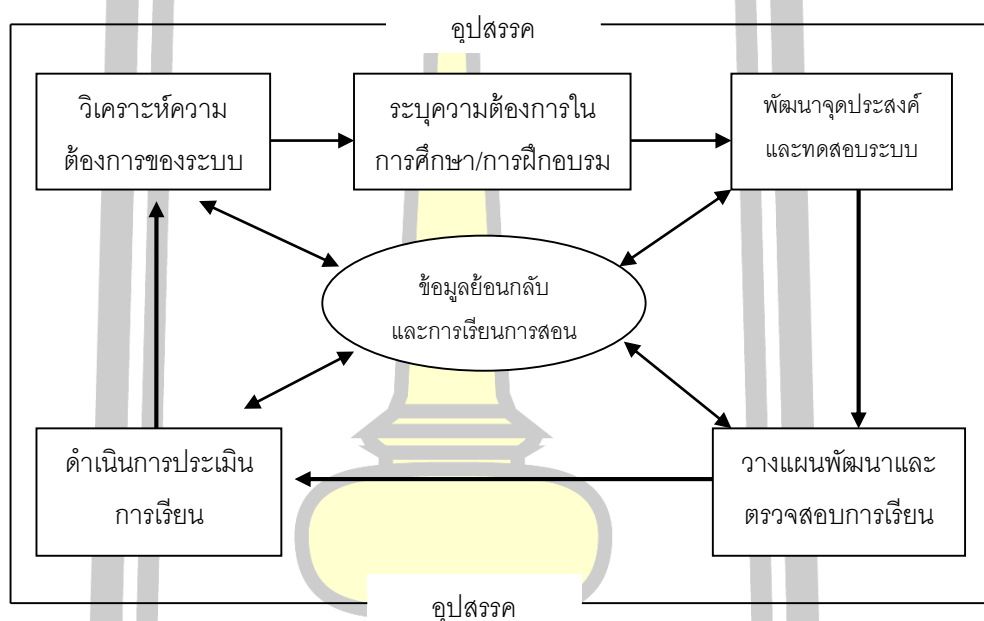 อุปสรรค
วิเคราะห์ความ
ต้องการของระบบ
ระบุความต้องการใน
การศึกษา/การฝึกอบรม
พัฒนาจุดประสงค์
และทดสอบระบบ
ข้อมูลย้อนกลับ
และการเรียนการสอน
ดำเนินการประเมิน
การเรียน
วางแผนพัฒนาและ
ตรวจสอบการเรียน
อุปสรรค